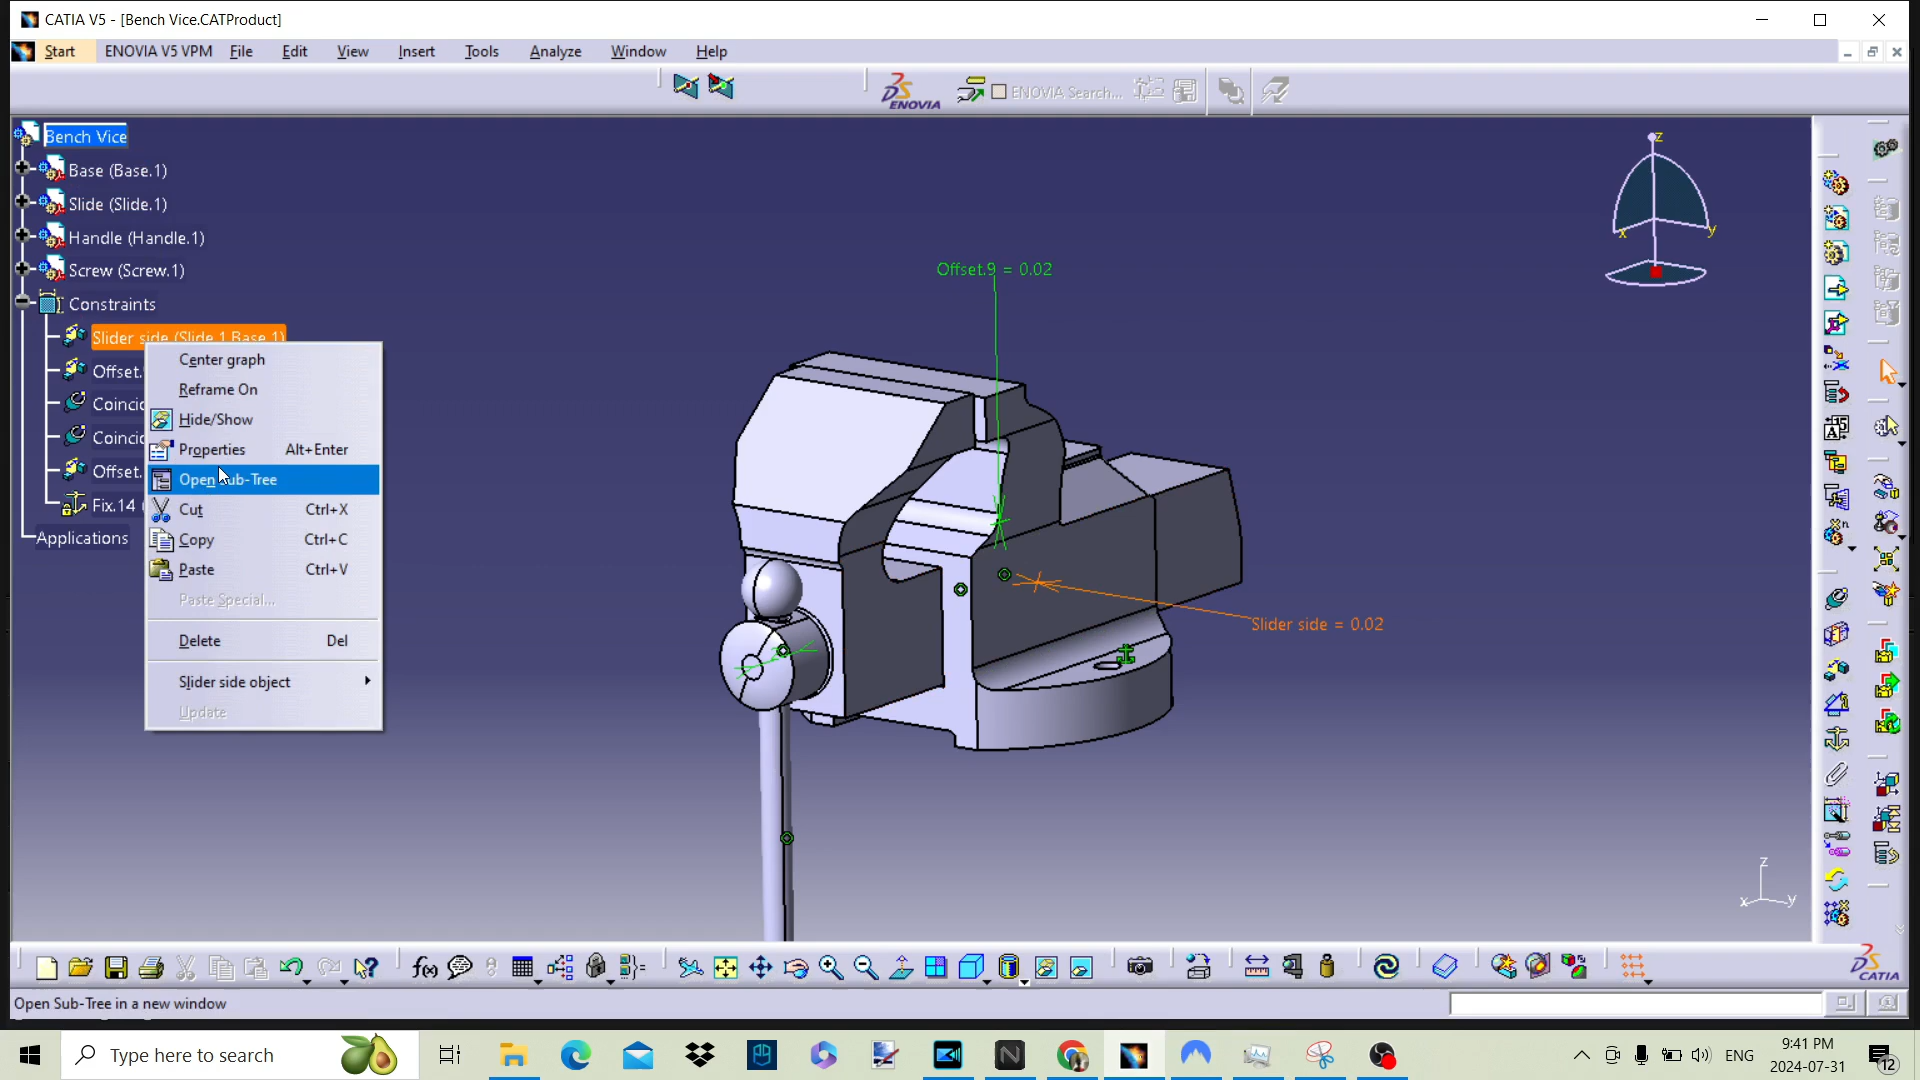 CATIA V5 - [Bench Vice.CATProduct]
Start ENOVIA V5 VPM File Edit View Insert Tools Analyze Window Help
ENOVIA
ENOVIA Search...
Bench Vice
Base (Base.1)
Slide (Slide.1)
Handle (Handle.1)
Screw (Screw.1)
Constraints
Slider side (Slide.1,Base.1)
Offset.
Coincid
Coincid
Offset.
Fix.14
Applications
Center graph
Reframe On
Hide/Show
Properties Alt+Enter
Open Sub-Tree
Cut Ctrl+X
Copy Ctrl+C
Paste Ctrl+V
Paste Special...
Delete Del
Slider side object
Update
Offset.9 = 0.02
Slider side = 0.02
z
x y
z
x y
f(x)
CATIA
Open Sub-Tree in a new window
Type here to search
ENG
9:41 PM
2024-07-31
12